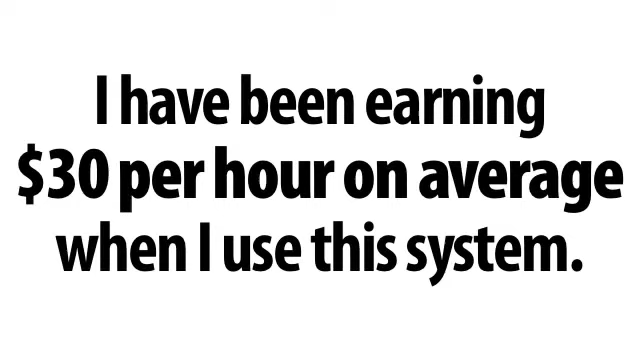 I have been earning
$30 per hour on average
when I use this system.